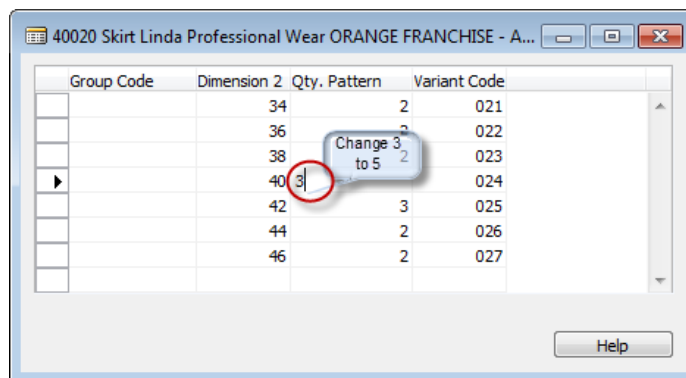 40020 Skirt Linda Professional Wear ORANGE FRANCHISE - A...
Group Code Dimension 2 Qty. Pattern Variant Code
34 2 021
36 022
38 2 023
40 3 024
42 3 025
44 2 026
46 2 027
Change 3
to 5
Help